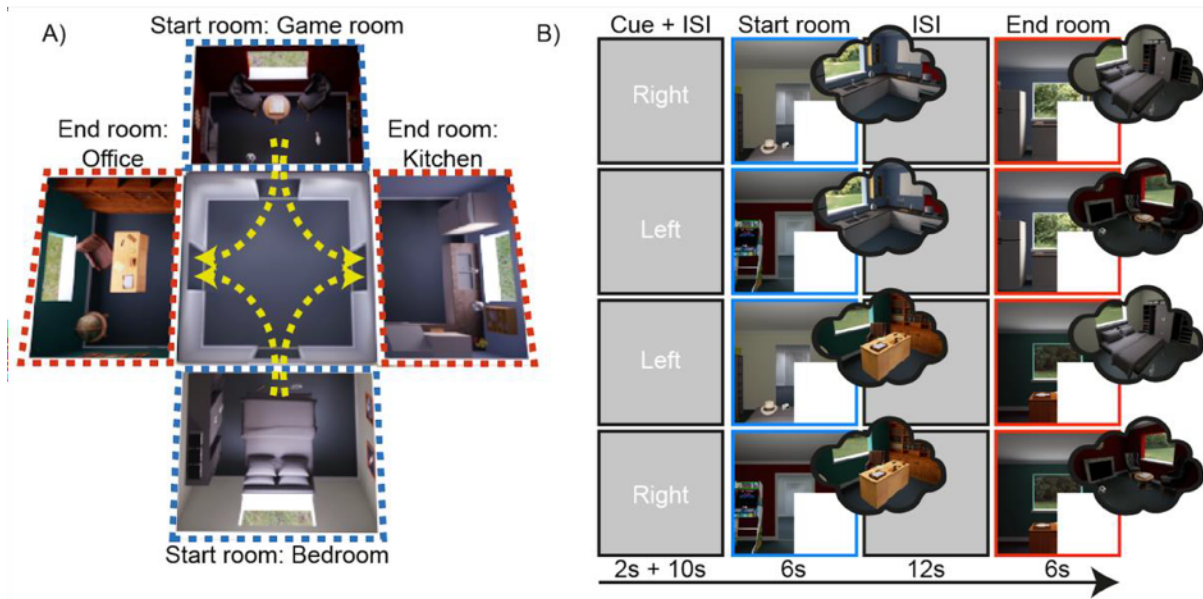 A)
Start room: Game room
End room:
Office
End room:
Kitchen
Start room: Bedroom
B)
Cue + ISI
Start room
ISI
End room
Right
Left
Left
Right
2s + 10s
6s
12s
6s